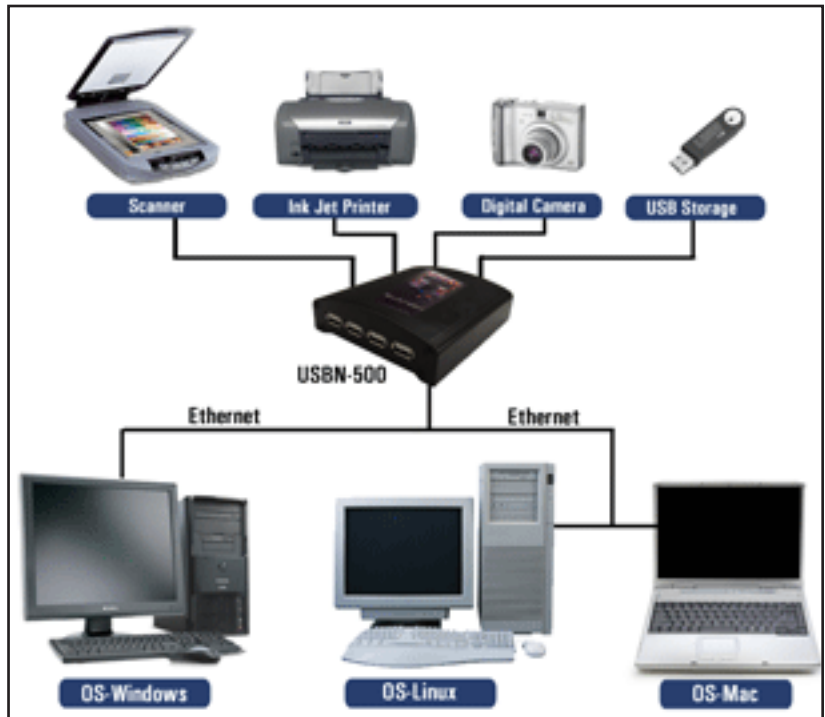 Scanner
Ink Jet Printer
Digital Camera
USB Storage
USBN-500
Ethernet
Ethernet
OS-Windows
OS-Linux
OS-Mac